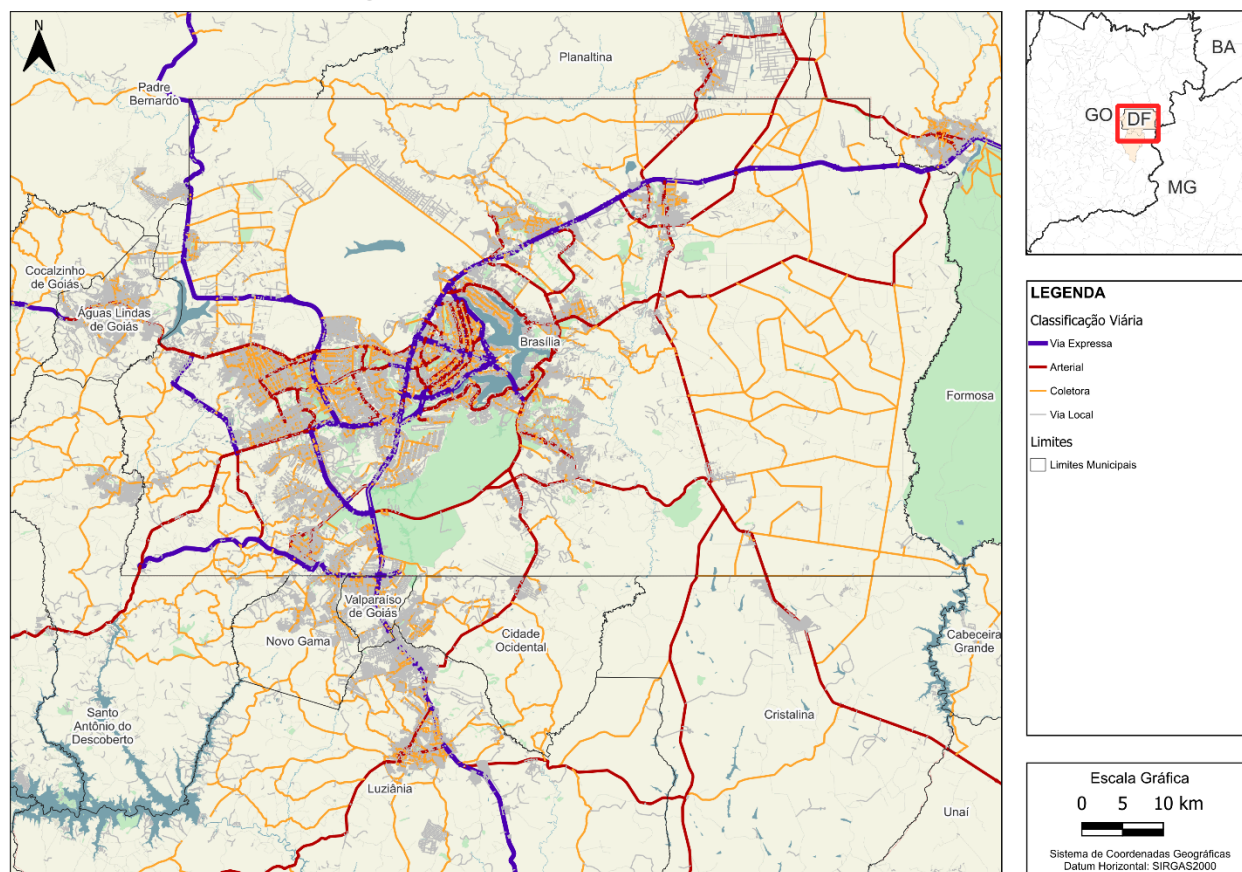 N
Planaltina
Padre
Bernardo
Cocalzinho
de Goiás
Águas Lindas
de Goiás
Brasília
Formosa
Valparaíso
de Goiás
Novo Gama
Cidade
Ocidental
Cabeceira
Grande
Santo
Antônio do
Descoberto
Cristalina
Luziânia
Unaí
BA
GO
DF
MG
LEGENDA
Classificação Viária
Via Expressa
Arterial
Coletora
Via Local
Limites
Limites Municipais
Escala Gráfica
0 5 10 km
Sistema de Coordenadas Geográficas
Datum Horizontal: SIRGAS2000